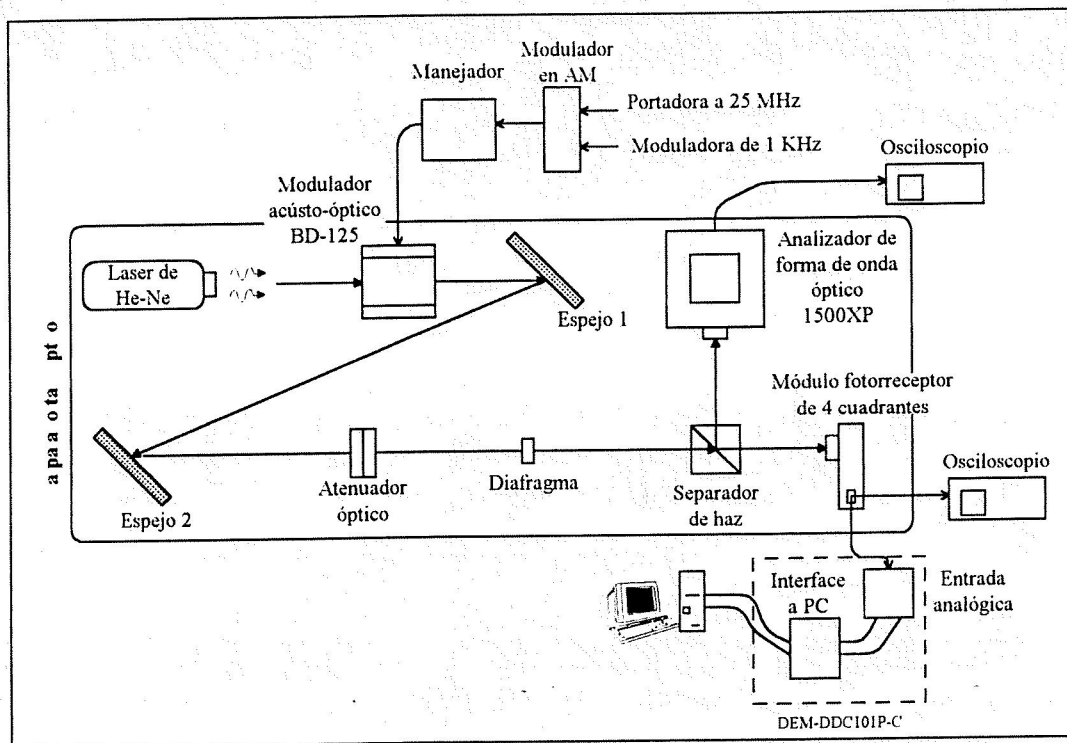 Modulador
en AM
Manejador
Portadora a 25 MHz
Moduladora de 1 KHz
Osciloscopio
Modulador
acústo-óptico
BD-125
Laser de
He-Ne
Espejo 1
Analizador de
forma de onda
óptico
1500XP
Módulo fotorreceptor
de 4 cuadrantes
Espejo 2
Atenuador
óptico
Diafragma
Separador
de haz
Osciloscopio
Interface
a PC
Entrada
analógica
DEM-DDC101P-C